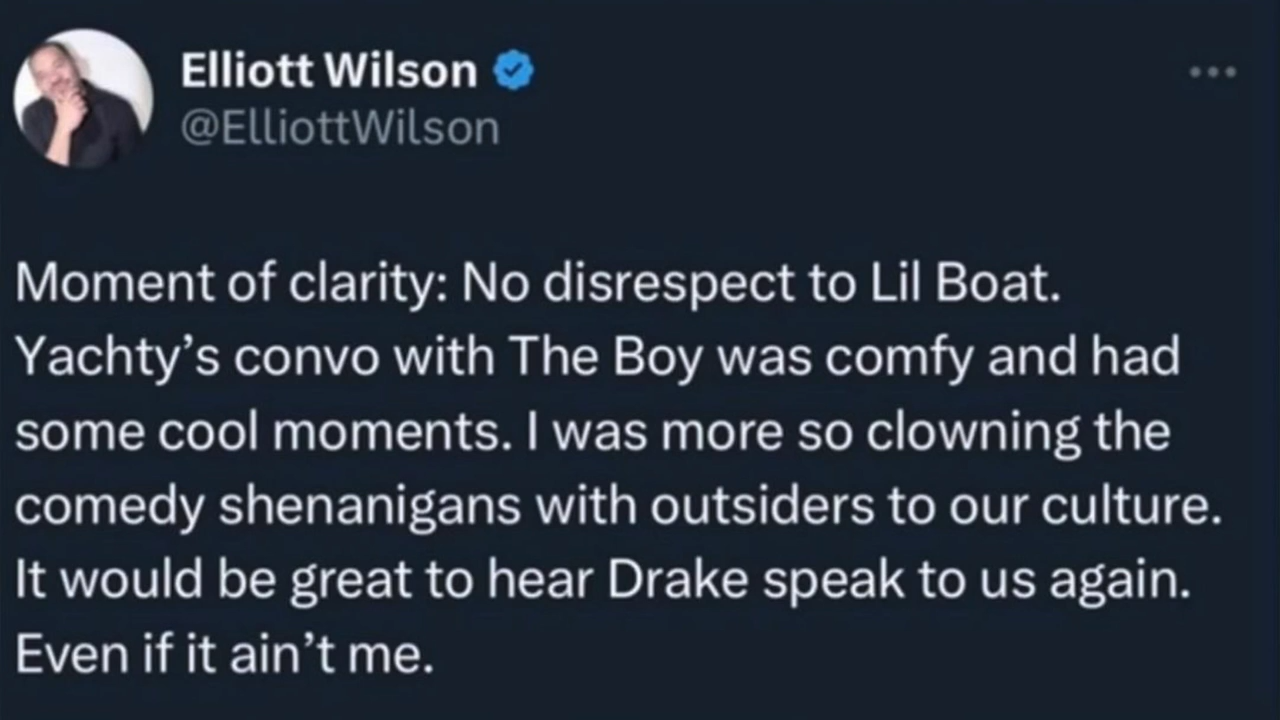 Elliott Wilson
@ElliottWilson
Moment of clarity: No disrespect to Lil Boat.
Yachty’s convo with The Boy was comfy and had
some cool moments. I was more so clowning the
comedy shenanigans with outsiders to our culture.
It would be great to hear Drake speak to us again.
Even if it ain’t me.